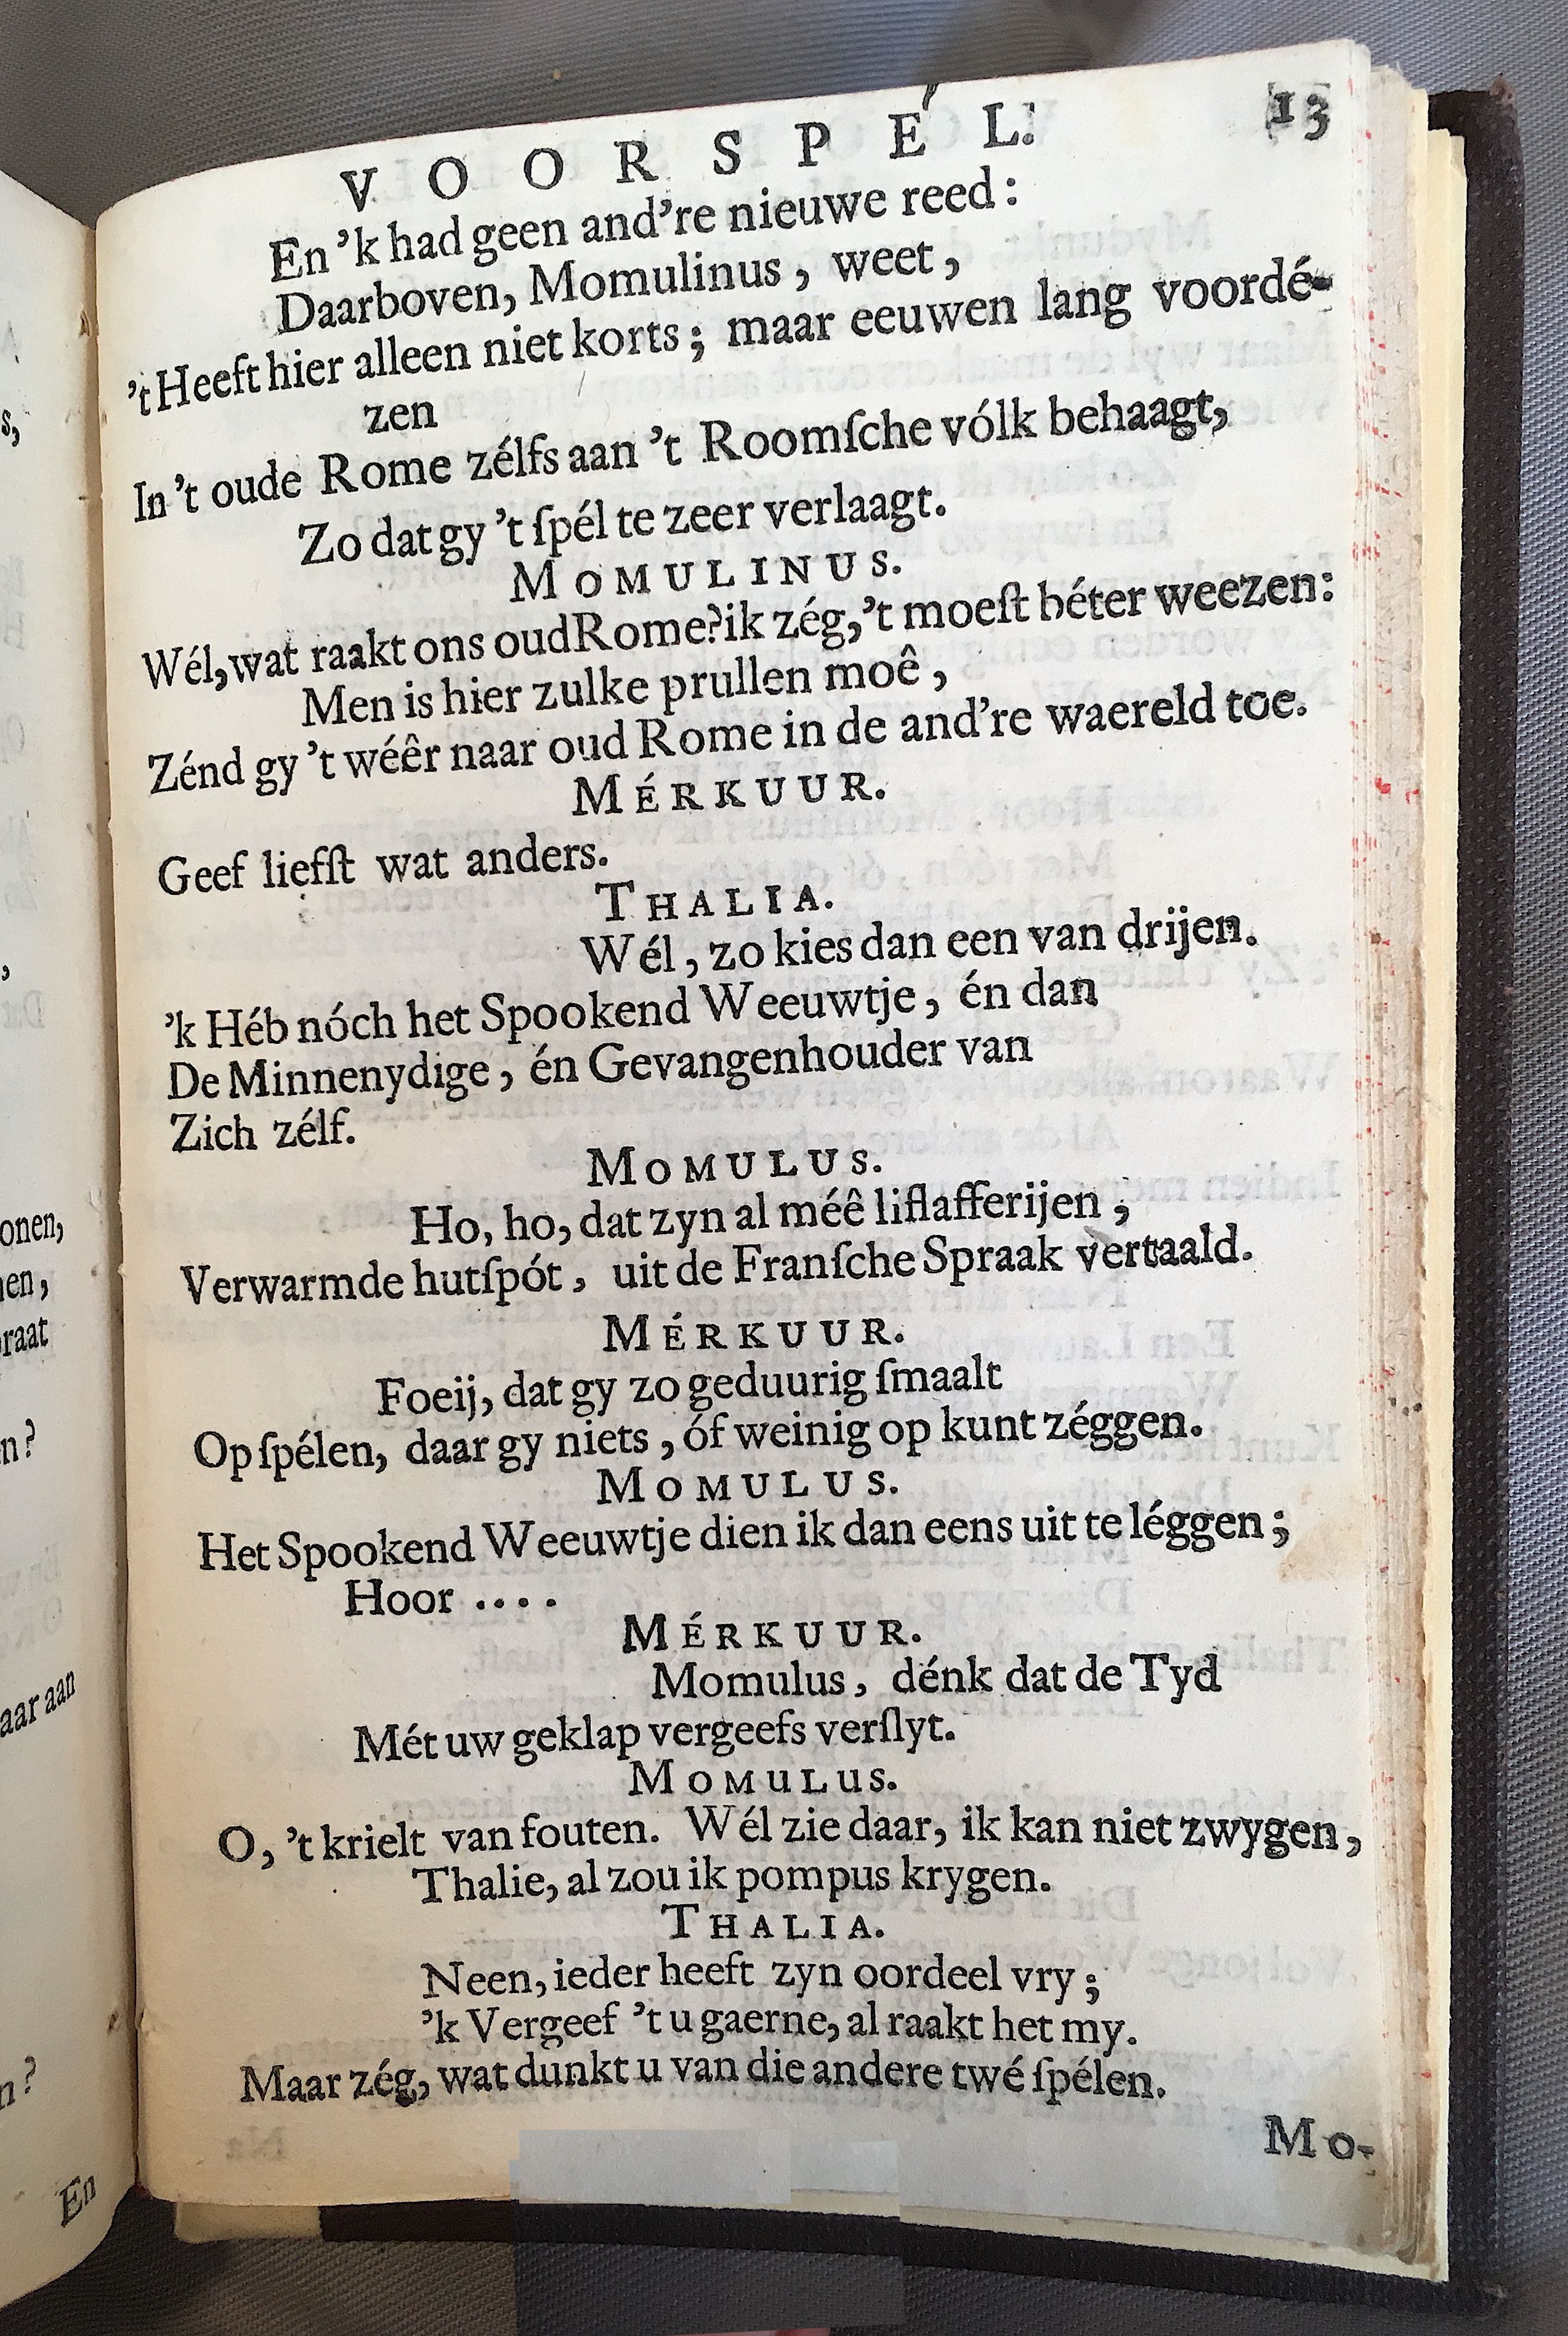 VOORSPÉL. 13
En 'k had geen and're nieuwe reed:
Daarboven, Momulinus, weet,
't Heeft hier alleen niet korts; maar eeuwen lang voordé-
zen
In 't oude Rome zélfs aan 't Roomſche vólk behaagt,
Zo dat gy 't ſpél te zeer verlaagt.
MOMULINUS.
Wél, wat raakt ons oud Rome? ik zég, 't moeſt béter weezen:
Men is hier zulke prullen moê,
Zénd gy 't wéêr naar oud Rome in de and're waereld toe.
MÉRKUUR.
Geef liefſt wat anders.
THALIA.
Wél, zo kies dan een van drijen.
'k Héb nóch het Spookend Weeuwtje, én dan
De Minnenydige, én Gevangenhouder van
Zich zélf.
MOMULUS.
Ho, ho, dat zyn al méê liflafferijen;
Verwarmde hutſpót, uit de Franſche Spraak vertaald.
MÉRKUUR.
Foeij, dat gy zo geduurig ſmaalt
Op ſpélen, daar gy niets, óf weinig op kunt zéggen.
MOMULUS.
Het Spookend Weeuwtje dien ik dan eens uit te léggen;
Hoor ....
MÉRKUUR.
Momulus, dénk dat de Tyd
Mét uw geklap vergeefs verſlyt.
MOMULUS.
O, 't krielt van fouten. Wél zie daar, ik kan niet zwygen,
Thalie, al zou ik pompus krygen.
THALIA.
Neen, ieder heeft zyn oordeel vry;
'k Vergeef 't u gaerne, al raakt het my.
Maar zég, wat dunkt u van die andere twé ſpélen.
MO-
s,
,
onen,
en,
raat
n?
aar aan
n?
En